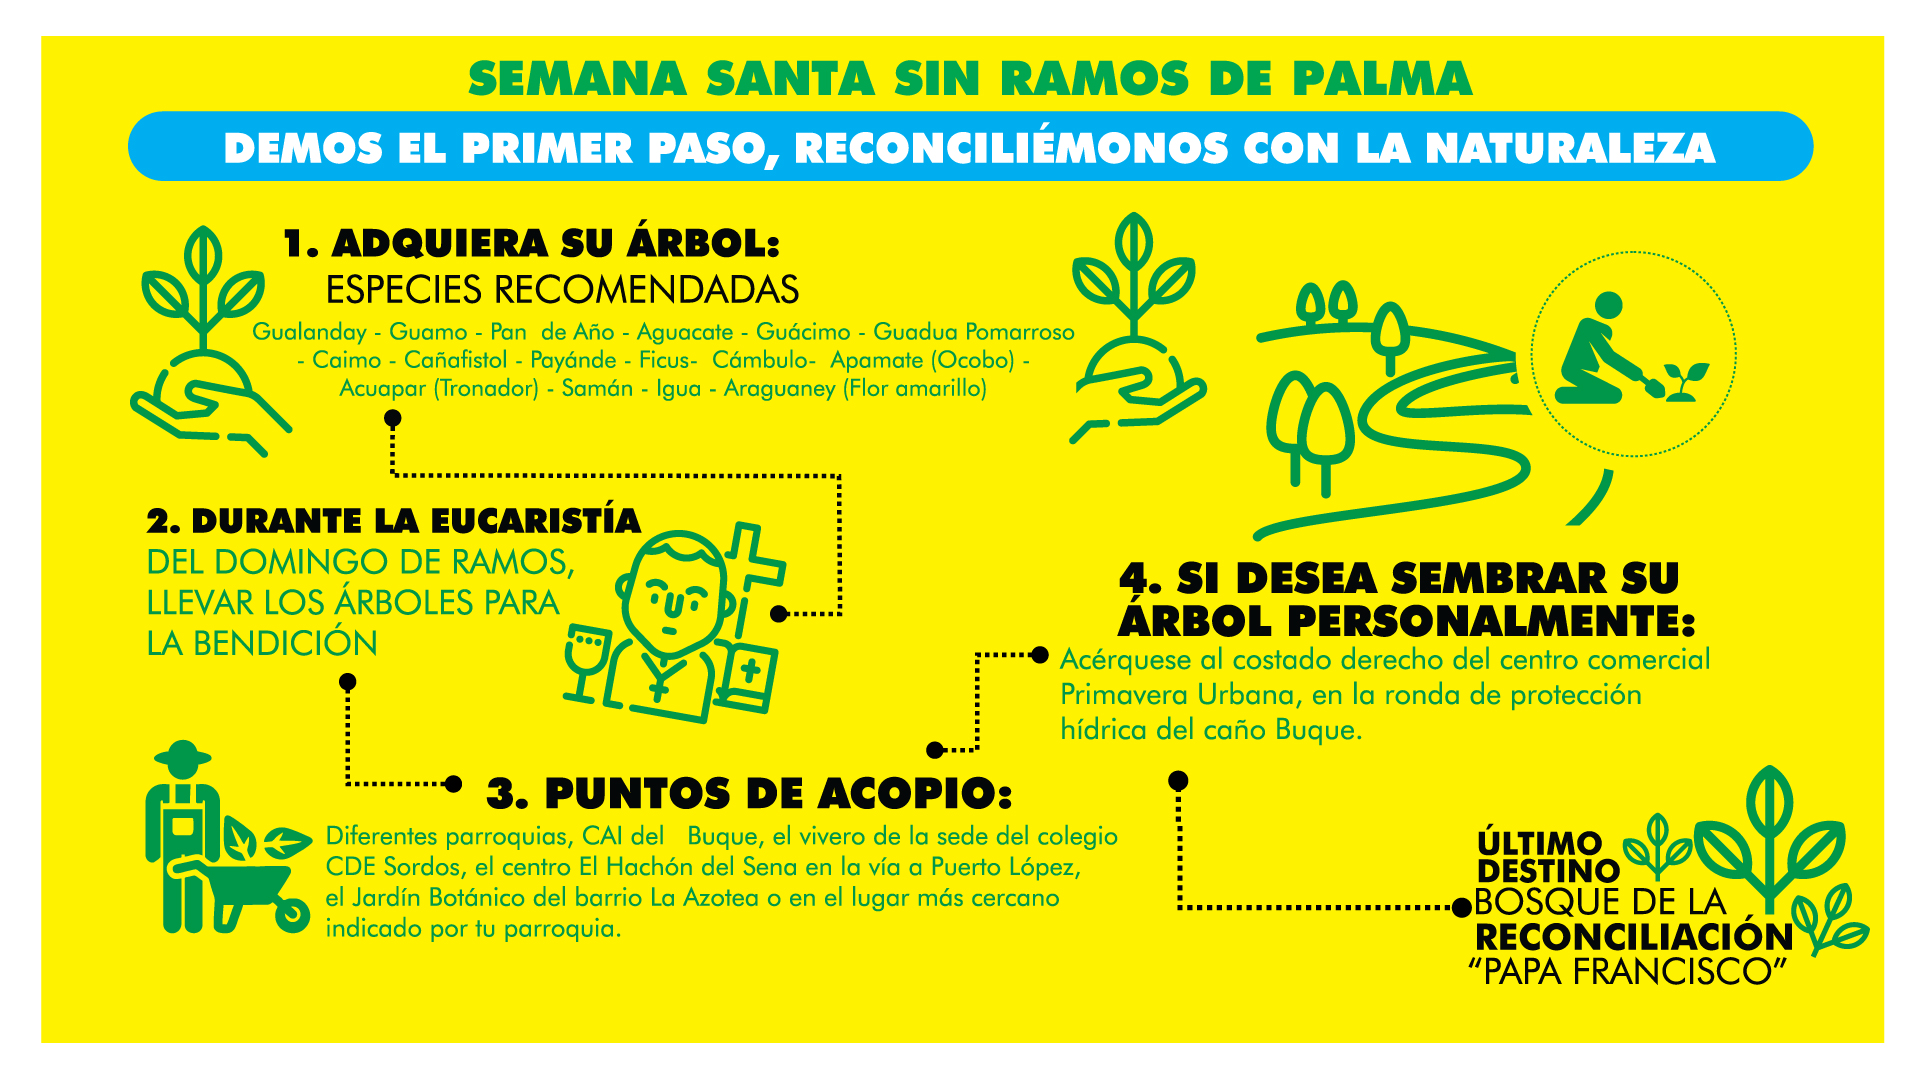 SEMANA SANTA SIN RAMOS DE PALMA
DEMOS EL PRIMER PASO, RECONCILIÉMONOS CON LA NATURALEZA
1. ADQUIERA SU ÁRBOL:
ESPECIES RECOMENDADAS
Gualanday - Guamo - Pan de Año - Aguacate - Guácimo - Guadua Pomarroso
- Caimo - Cañafistol - Payánde - Ficus- Cámbulo- Apamate (Ocobo) -
Acuapar (Tronador) - Samán - Igua - Araguaney (Flor amarillo)
2. DURANTE LA EUCARISTÍA
DEL DOMINGO DE RAMOS,
LLEVAR LOS ÁRBOLES PARA
LA BENDICIÓN
3. PUNTOS DE ACOPIO:
Diferentes parroquias, CAI del Buque, el vivero de la sede del colegio
CDE Sordos, el centro El Hachón del Sena en la vía a Puerto López,
el Jardín Botánico del barrio La Azotea o en el lugar más cercano
indicado por tu parroquia.
4. SI DESEA SEMBRAR SU
ÁRBOL PERSONALMENTE:
Acérquese al costado derecho del centro comercial
Primavera Urbana, en la ronda de protección
hídrica del caño Buque.
ÚLTIMO
DESTINO
BOSQUE DE LA
RECONCILIACIÓN
“PAPA FRANCISCO”